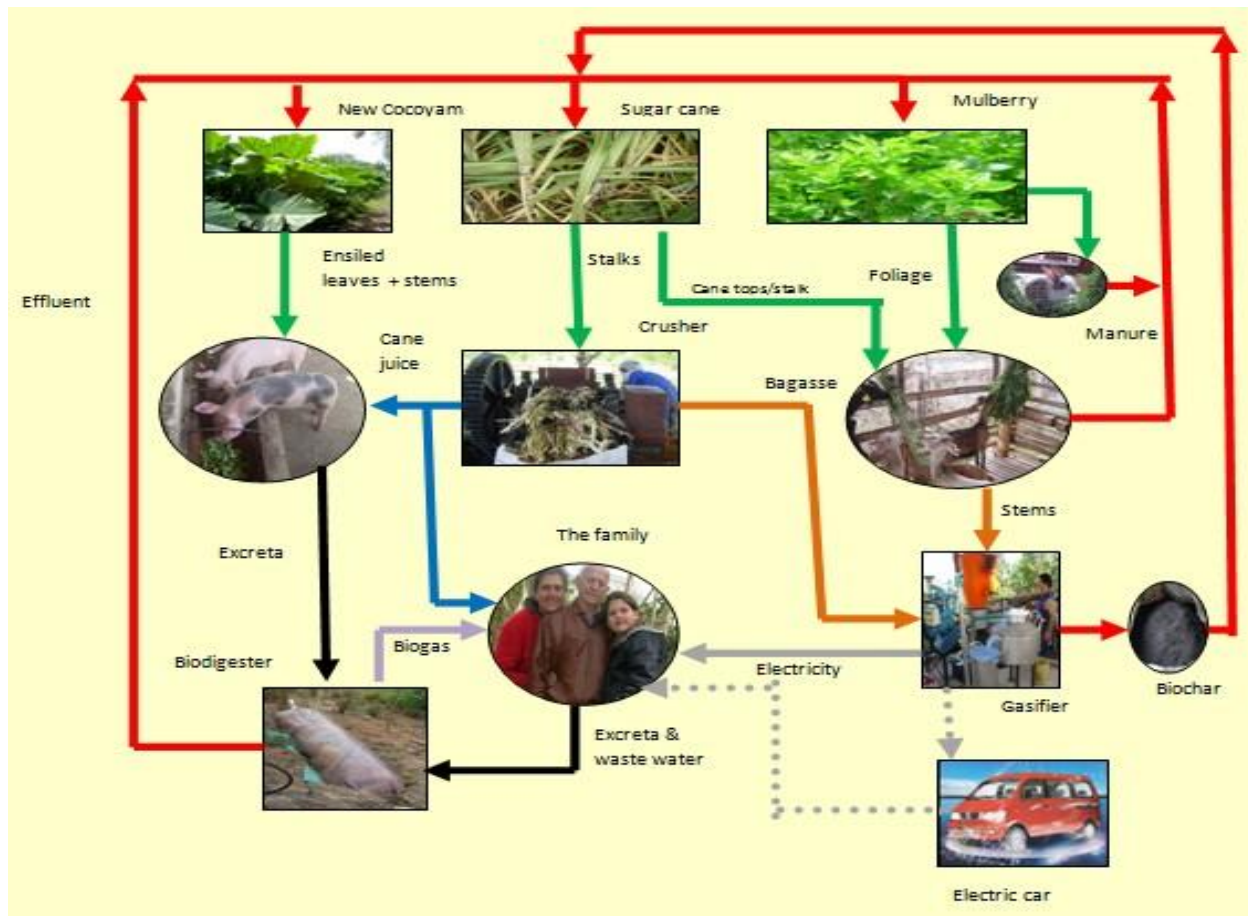 New Cocoyam
Sugar cane
Mulberry
Ensiled
leaves + stems
Stalks
Foliage
Effluent
Cane tops/stalk
Manure
Cane
juice
Crusher
Bagasse
Stems
Excreta
The family
Biogas
Biodigester
Electricity
Gasifier
Biochar
Excreta &
waste water
Electric car